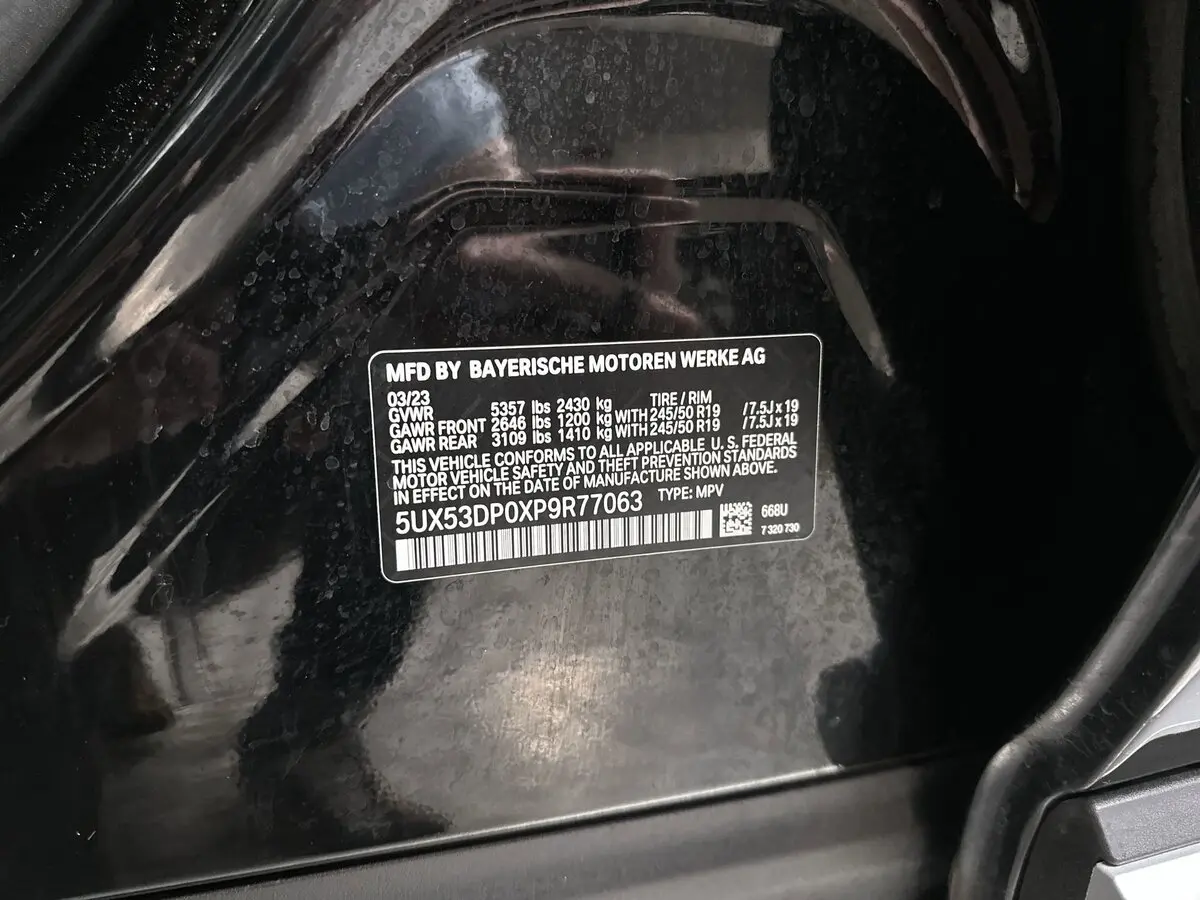 MFD BY BAYERISCHE MOTOREN WERKE AG
03/23 TIRE / RIM
GVWR 5357 lbs 2430 kg
GAWR FRONT 2646 lbs 1200 kg WITH 245/50 R19 /7.5J x 19
GAWR REAR 3109 lbs 1410 kg WITH 245/50 R19 /7.5J x 19
THIS VEHICLE CONFORMS TO ALL APPLICABLE U. S. FEDERAL
MOTOR VEHICLE SAFETY AND THEFT PREVENTION STANDARDS
IN EFFECT ON THE DATE OF MANUFACTURE SHOWN ABOVE.
5UX53DP0XP9R77063 TYPE: MPV
668U
7 320 730